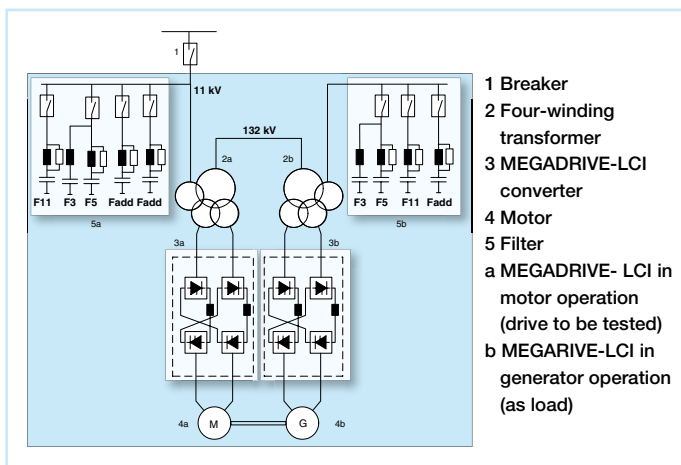 1
11 kV
132 kV
2a
2b
F11 F3 F5 Fadd Fadd
5a
F3 F5 F11 Fadd
5b
3a
3b
4a
M
G
4b
1 Breaker
2 Four-winding
transformer
3 MEGADRIVE-LCI
converter
4 Motor
5 Filter
a MEGADRIVE- LCI in
motor operation
(drive to be tested)
b MEGARIVE-LCI in
generator operation
(as load)